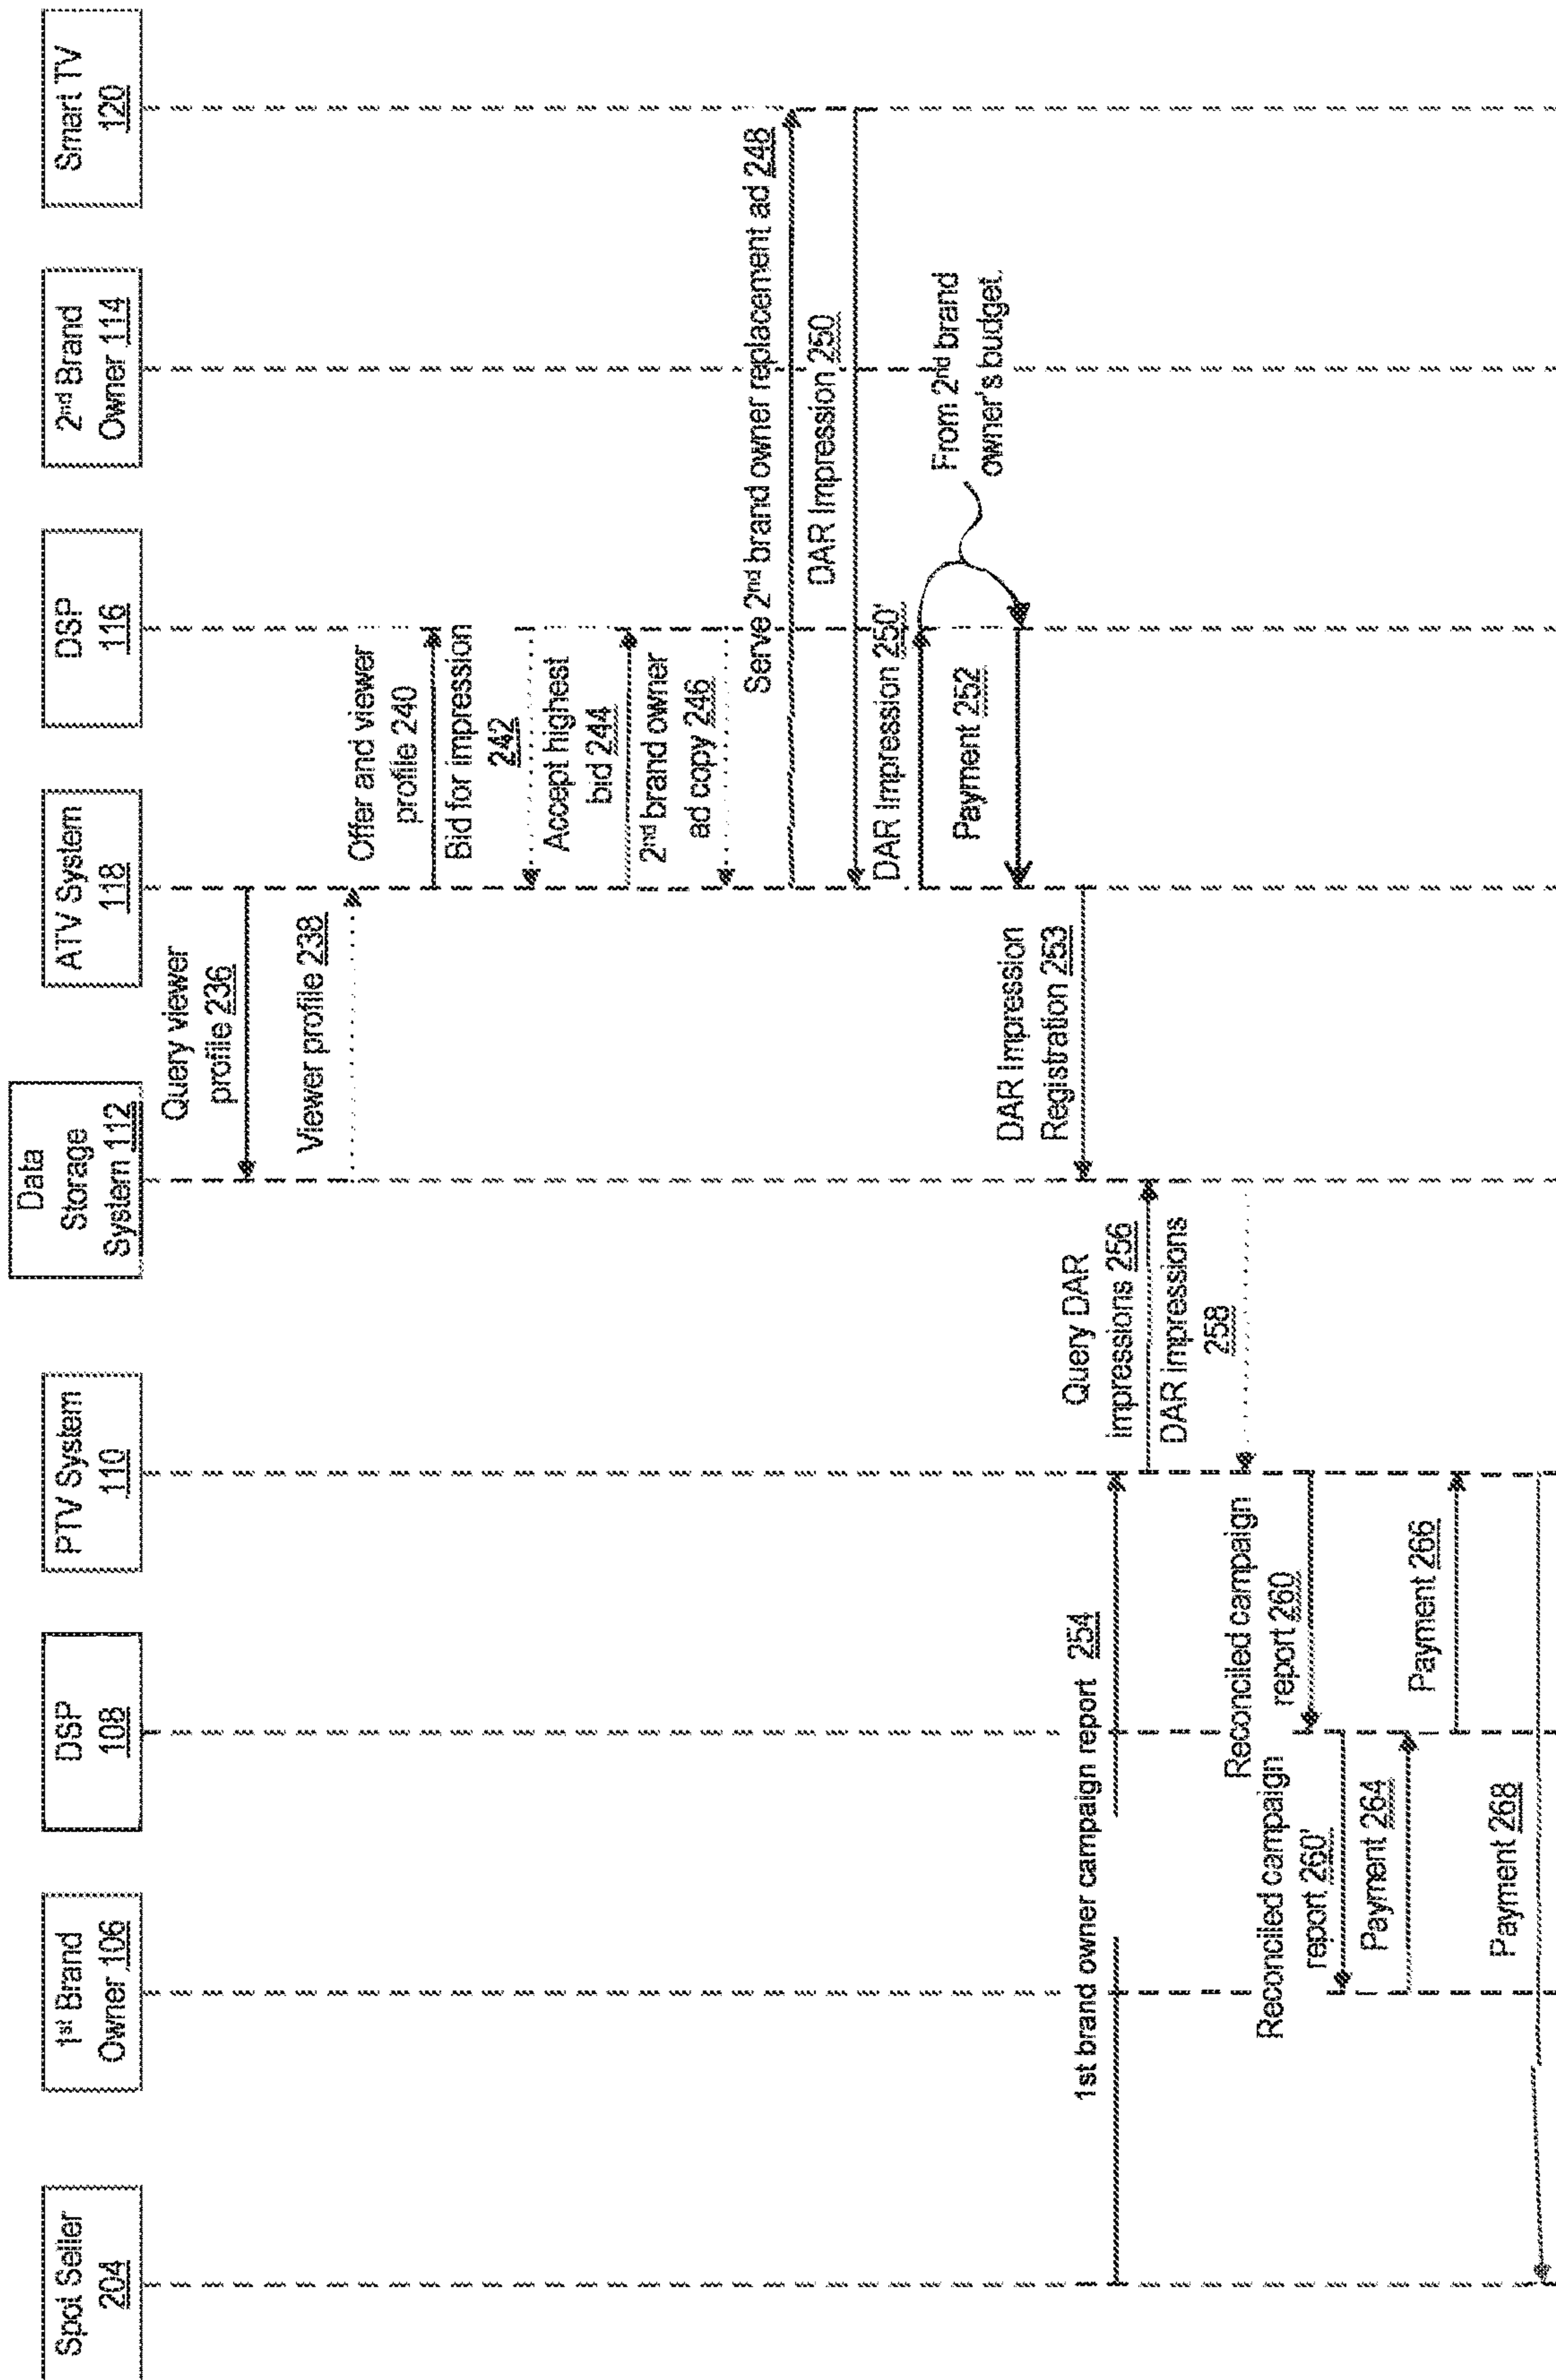 Spot Seller
204
1st Brand
Owner 106
DSP
108
PTV System
110
Data
Storage
System 112
ATV System
118
DSP
116
2nd Brand
Owner 114
Smart TV
120
Query viewer
profile 236
Viewer profile 238
Offer and viewer
profile 240
Bid for impression
242
Accept highest
bid 244
2nd brand owner
ad copy 246
Serve 2nd brand owner replacement ad 248
DAR Impression 250
DAR Impression 250'
From 2nd brand
owner's budget.
Payment 252
DAR Impression
Registration 253
1st brand owner campaign report 254
Query DAR
impressions 256
DAR impressions
258
Reconciled campaign
report 260
Reconciled campaign
report 260'
Payment 264
Payment 266
Payment 268